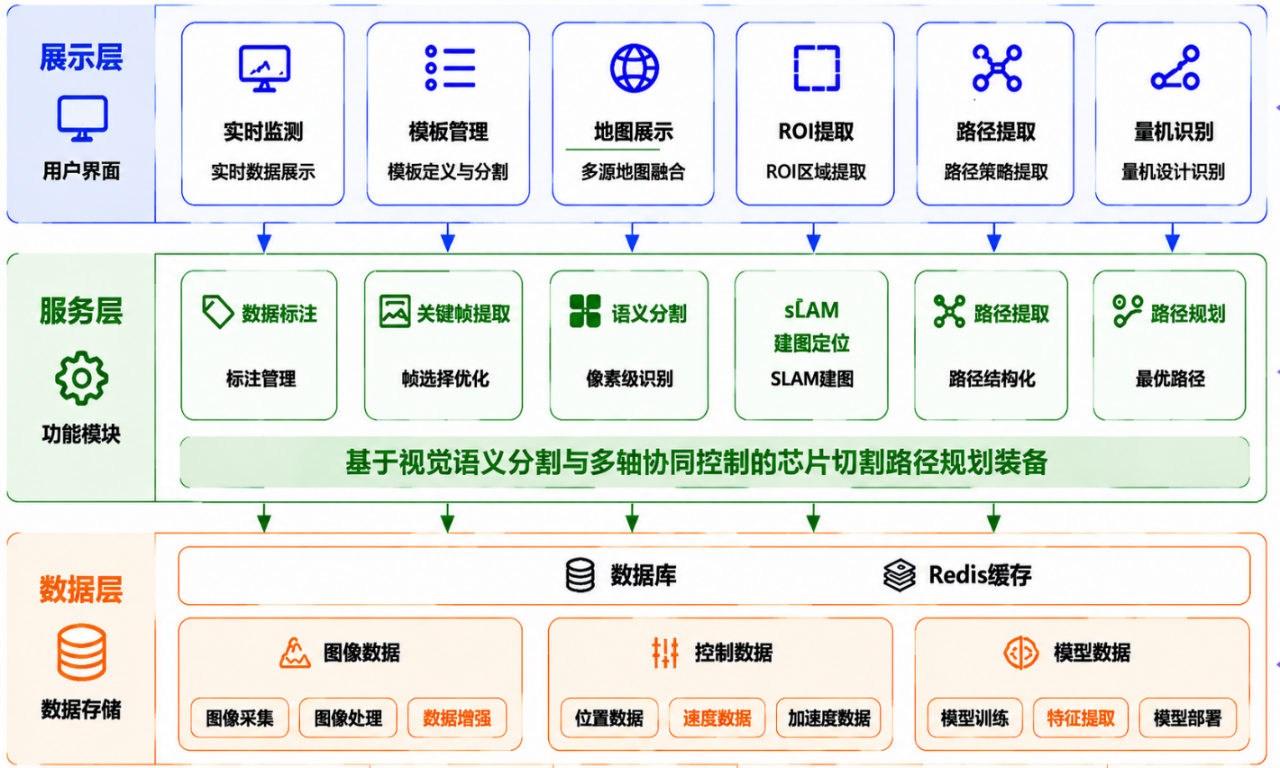 展示层
用户界面
实时监测
实时数据展示
模板管理
模板定义与分割
地图展示
多源地图融合
ROI提取
ROI区域提取
路径提取
路径策略提取
量机识别
量机设计识别
服务层
功能模块
数据标注
标注管理
关键帧提取
帧选择优化
语义分割
像素级识别
sLAM
建图定位
SLAM建图
路径提取
路径结构化
路径规划
最优路径
基于视觉语义分割与多轴协同控制的芯片切割路径规划装备
数据层
数据存储
数据库
Redis缓存
图像数据
图像采集
图像处理
数据增强
控制数据
位置数据
速度数据
加速度数据
模型数据
模型训练
特征提取
模型部署